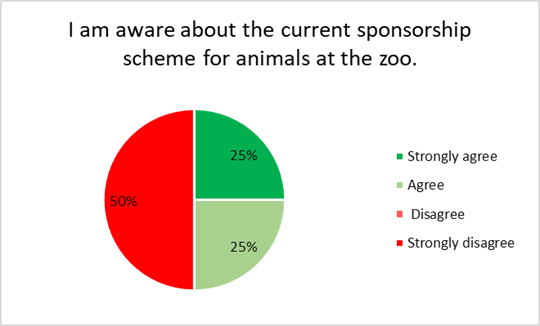 I am aware about the current sponsorship
scheme for animals at the zoo.
25%
50%
25%
Strongly agree
Agree
Disagree
Strongly disagree